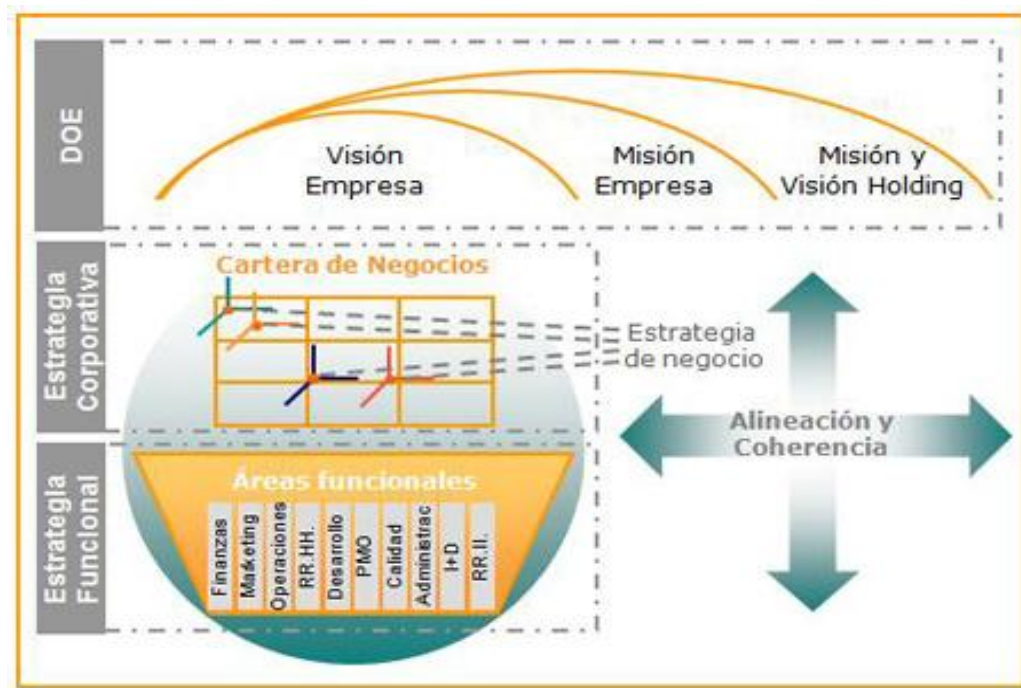 DOE
Visión
Empresa
Misión
Empresa
Misión y
Visión Holding
Estrategia
Corporativa
Cartera de Negocios
Estrategia
de negocio
Alineación y
Coherencia
Estrategia
Funcional
Áreas funcionales
Finanzas
Marketing
Operaciones
RR.HH.
Desarrollo
PMO
Calidad
Administrac
I+D
RR.II.